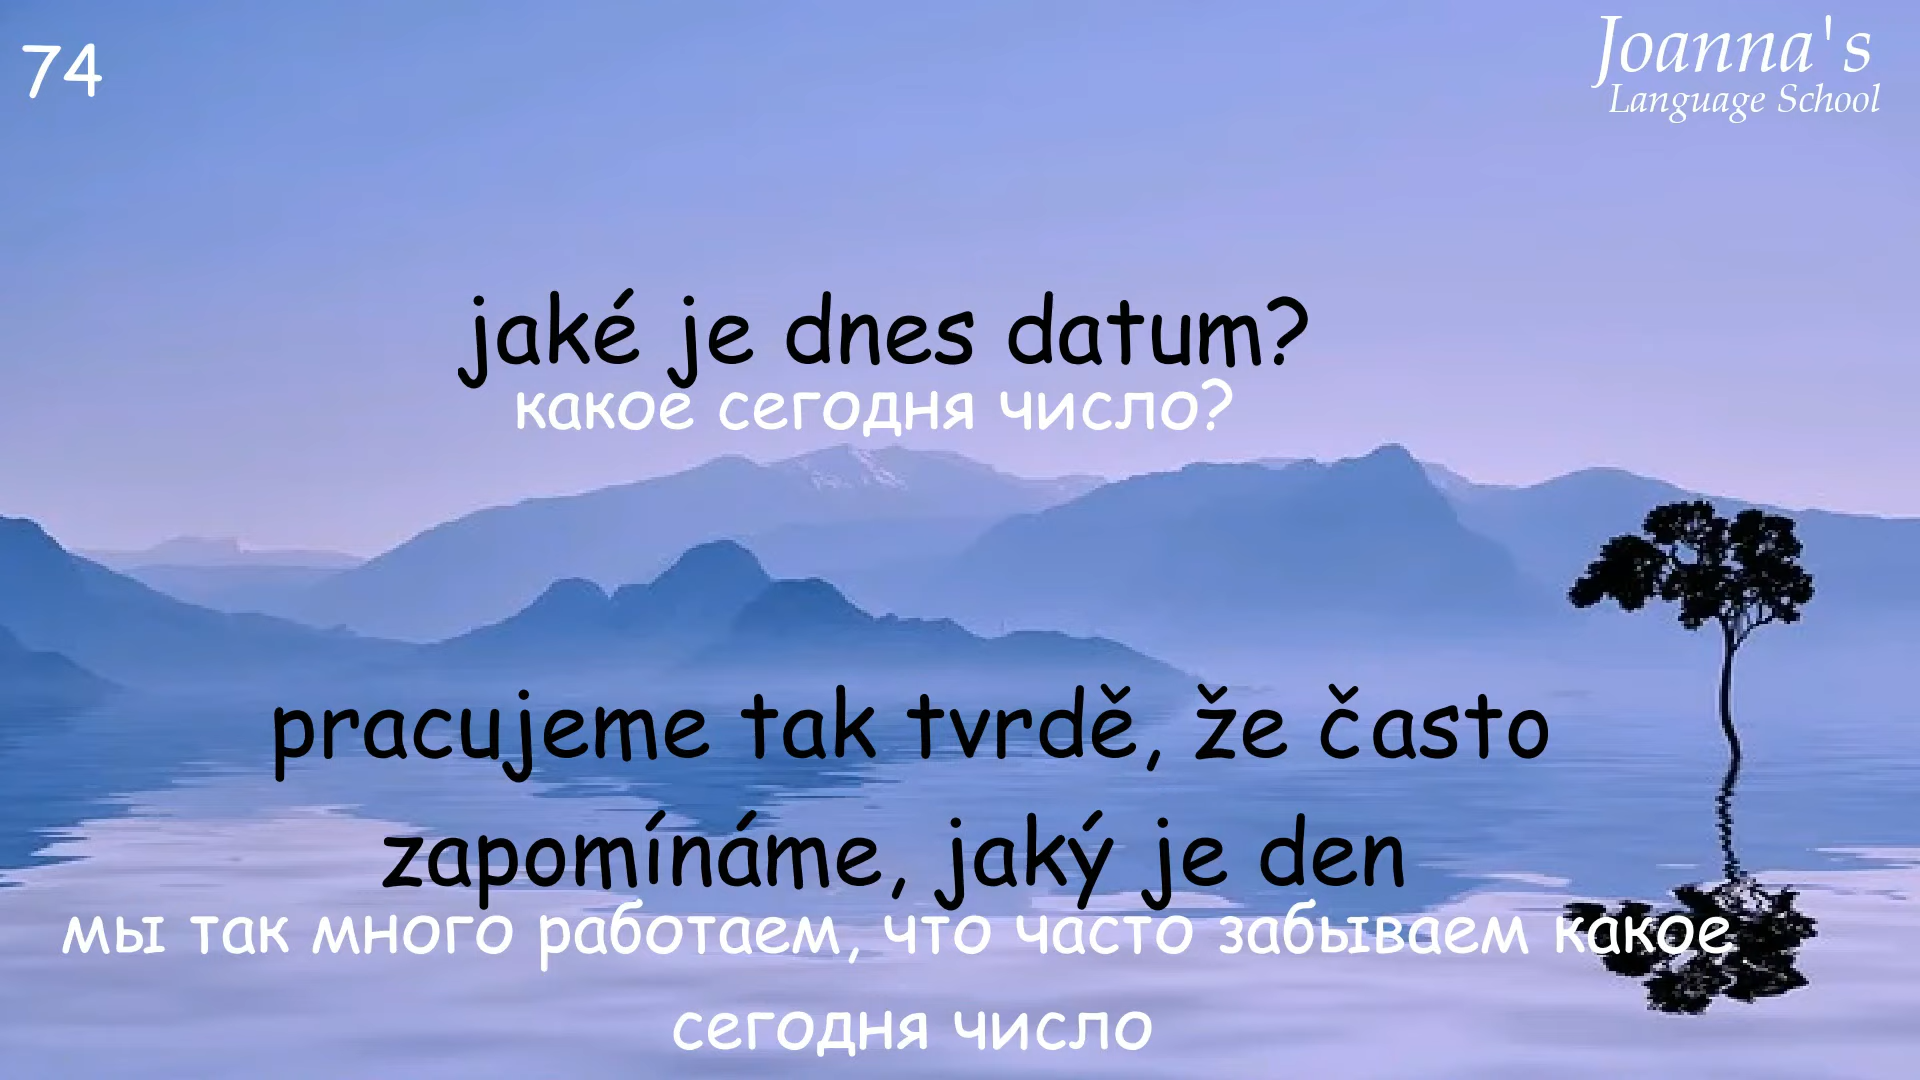 74
Joanna's
Language School
jaké je dnes datum?
какое сегодня число?
pracujeme tak tvrdě, že často
zapomínáme, jaký je den
мы так много работаем, что часто забываем какое
сегодня число